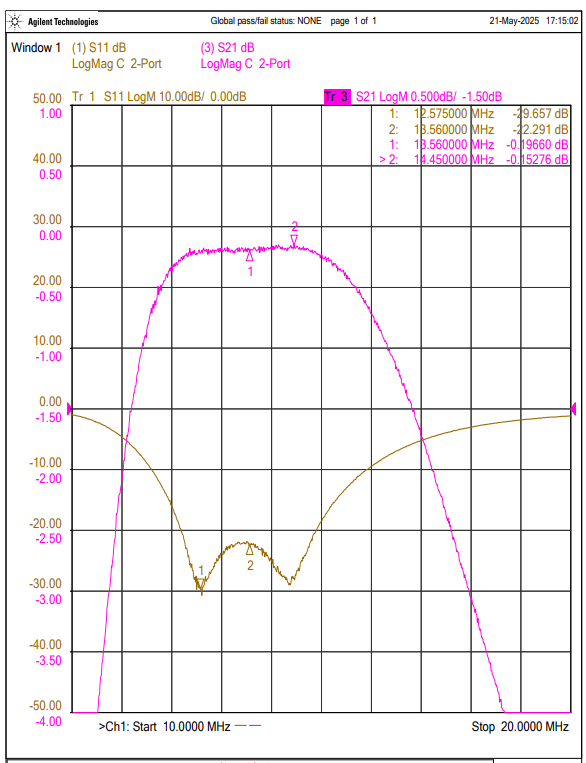 Agilent Technologies Global pass/fail status: NONE page 1 of 1 21-May-2025 17:15:02
Window 1 (1) S11 dB (3) S21 dB
LogMag C 2-Port LogMag C 2-Port
50.00 Tr 1 S11 LogM 10.00dB/ 0.00dB Tr 3 S21 LogM 0.500dB/ -1.50dB
1.00 1: 12.575000 MHz -29.657 dB
2: 13.560000 MHz -22.291 dB
1: 13.560000 MHz -0.19660 dB
40.00 > 2: 14.450000 MHz -0.15276 dB
0.50
30.00
0.00
2
1
20.00
-0.50
10.00
-1.00
0.00
-1.50
-10.00
-2.00
-20.00
-2.50
1
2
-30.00
-3.00
-40.00
-3.50
-50.00
-4.00
>Ch1: Start 10.0000 MHz — — Stop 20.0000 MHz